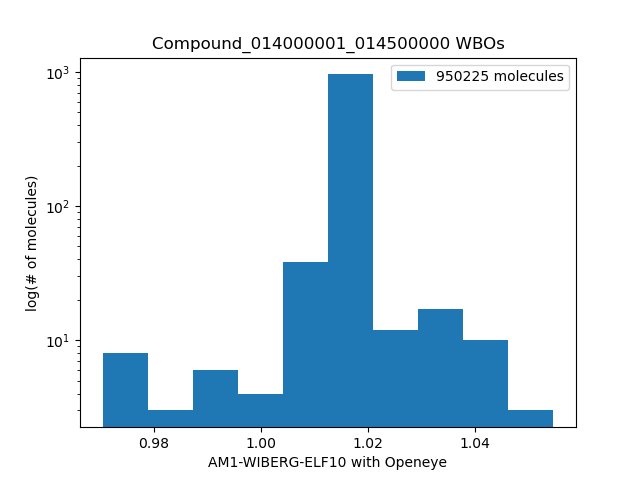 Compound_014000001_014500000 WBOs
950225 molecules
log(# of molecules)
10³
10²
10¹
0.98 1.00 1.02 1.04
AM1-WIBERG-ELF10 with Openeye